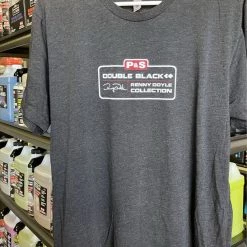 P&S
DOUBLE BLACK
RENNY DOYLE
COLLECTION